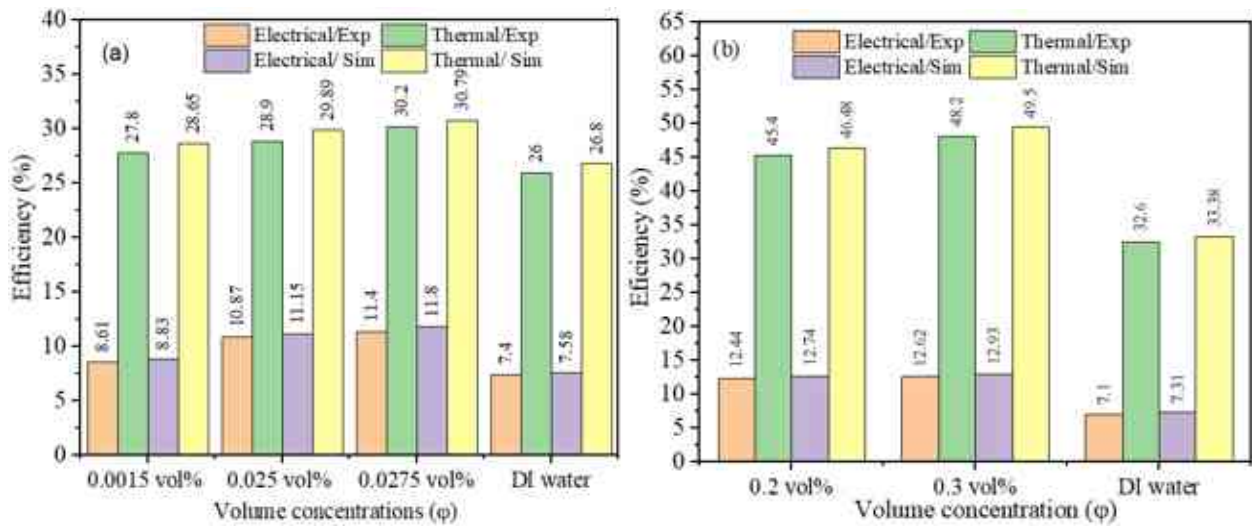 (a)
Electrical/Exp
Thermal/Exp
Electrical/ Sim
Thermal/ Sim
40
35
30
25
20
15
10
5
0
Efficiency (%)
8.61
27.8
8.83
28.65
10.87
28.9
11.15
29.89
11.4
30.2
11.8
30.79
7.4
26
7.58
26.8
0.0015 vol%
0.025 vol%
0.0275 vol%
DI water
Volume concentrations (φ)
(b)
Electrical/Exp
Thermal/Exp
Electrical/Sim
Thermal/Sim
65
60
55
50
45
40
35
30
25
20
15
10
5
0
Eficiency (%)
12.44
45.4
12.74
46.48
12.62
48.2
12.93
49.5
7.1
32.6
7.31
33.38
0.2 vol%
0.3 vol%
DI water
Volume concentration (φ)